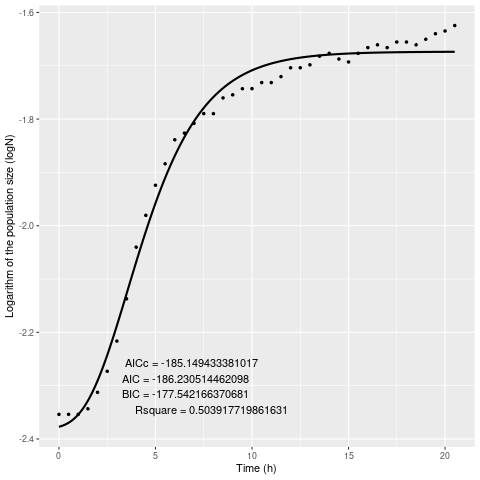 Logarithm of the population size (logN)
-1.6
-1.8
-2.0
-2.2
-2.4
AICc = -185.149433381017
AIC = -186.230514462098
BIC = -177.542166370681
Rsquare = 0.503917719861631
0 5 10 15 20
Time (h)